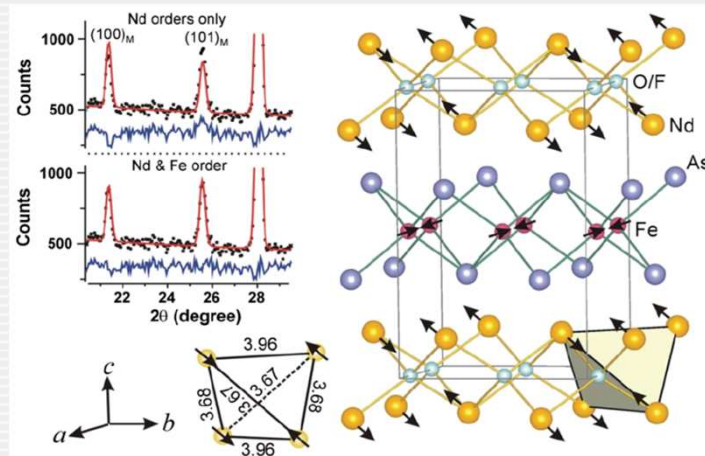 Nd orders only
(100)M
(101)M
1000
500
Counts
Nd & Fe order
1000
500
Counts
22
24
26
28
2θ (degree)
c
a
b
3.96
3.68
3.67
3.67
3.68
3.96
O/F
Nd
As
Fe